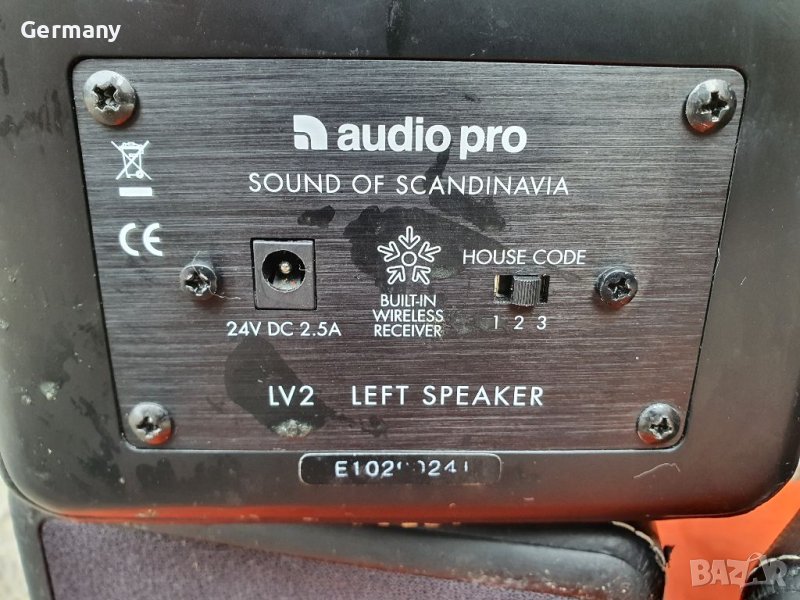 Germany
audio pro
SOUND OF SCANDINAVIA
CE
HOUSE CODE
BUILT-IN
WIRELESS
RECEIVER
24V DC 2.5A
1 2 3
LV2 LEFT SPEAKER
BAZAR